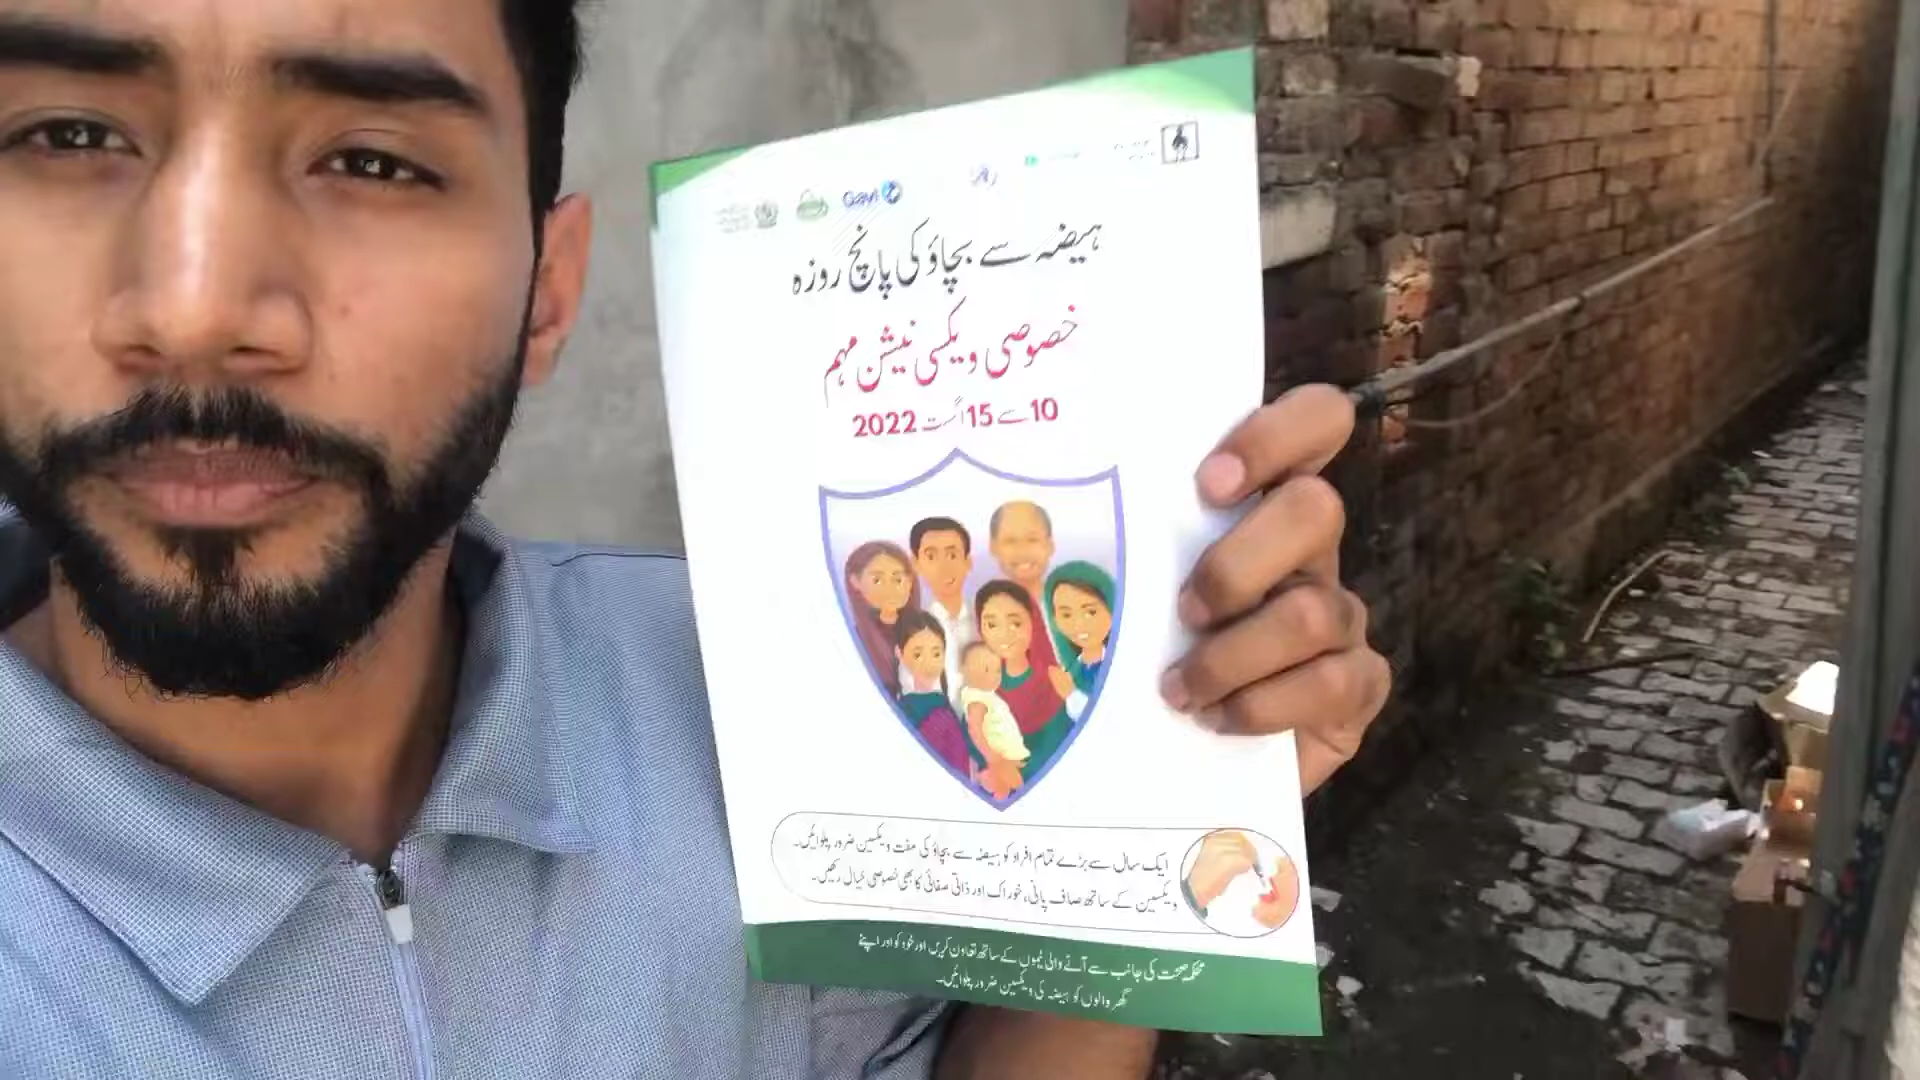 Gavi
ہیضہ سے بچاؤ کی پانچ روزہ
خصوصی ویکسی نیشن مہم
10 سے 15 اگست 2022
ایک سال سے بڑے تمام افراد کو ہیضہ سے بچاؤ کی مفت ویکسین ضرور پلوائیں۔
ویکسین کے ساتھ صاف پانی، خوراک اور ذاتی صفائی کا بھی خصوصی خیال رکھیں۔
محکمہ صحت کی جانب سے آنے والی ٹیموں کے ساتھ تعاون کریں اور خود کو اور اپنے
گھر والوں کو ہیضہ کی ویکسین ضرور پلوائیں۔